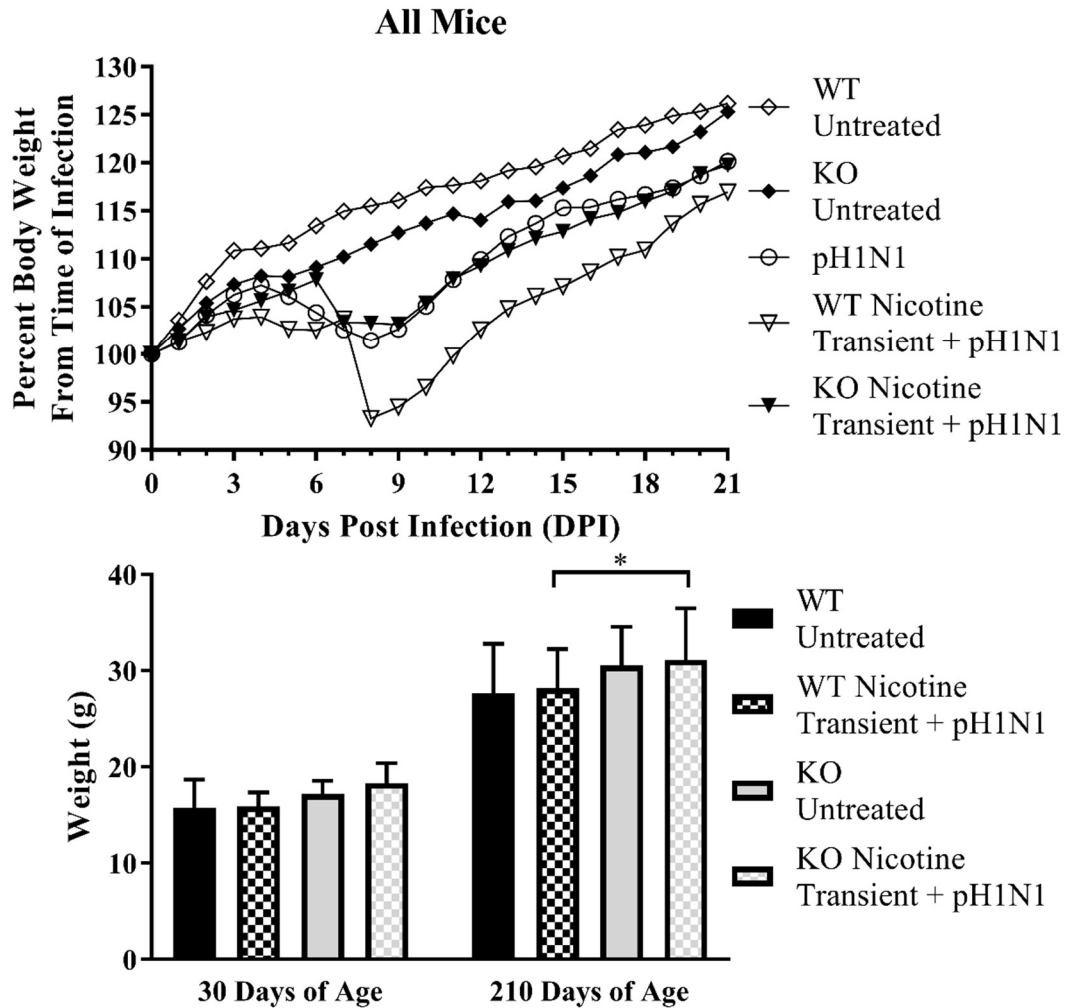 All Mice
Percent Body Weight
From Time of Infection
130
125
120
115
110
105
100
95
90
0 3 6 9 12 15 18 21
Days Post Infection (DPI)
WT
Untreated
KO
Untreated
pH1N1
WT Nicotine
Transient + pH1N1
KO Nicotine
Transient + pH1N1
Weight (g)
40
30
20
10
0
*
30 Days of Age 210 Days of Age
WT
Untreated
WT Nicotine
Transient + pH1N1
KO
Untreated
KO Nicotine
Transient + pH1N1